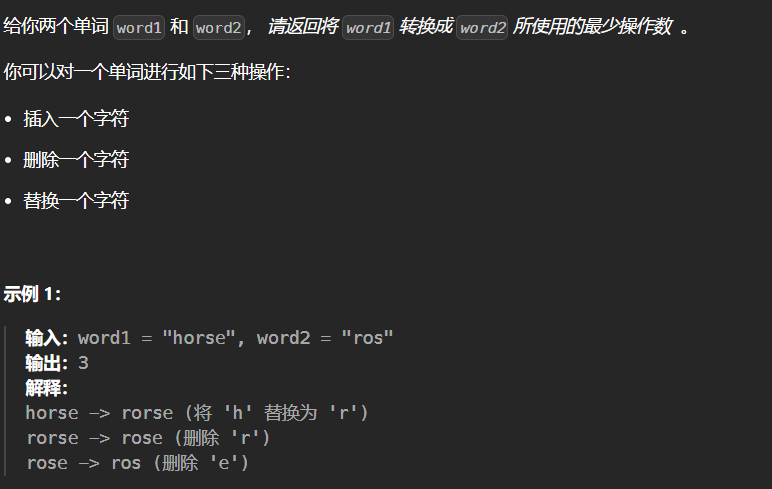 给你两个单词 word1 和 word2， 请返回将 word1 转换成 word2 所使用的最少操作数 。
你可以对一个单词进行如下三种操作：
• 插入一个字符
• 删除一个字符
• 替换一个字符
示例 1：
输入：word1 = "horse", word2 = "ros"
输出：3
解释：
horse -> rorse (将 'h' 替换为 'r')
rorse -> rose (删除 'r')
rose -> ros (删除 'e')